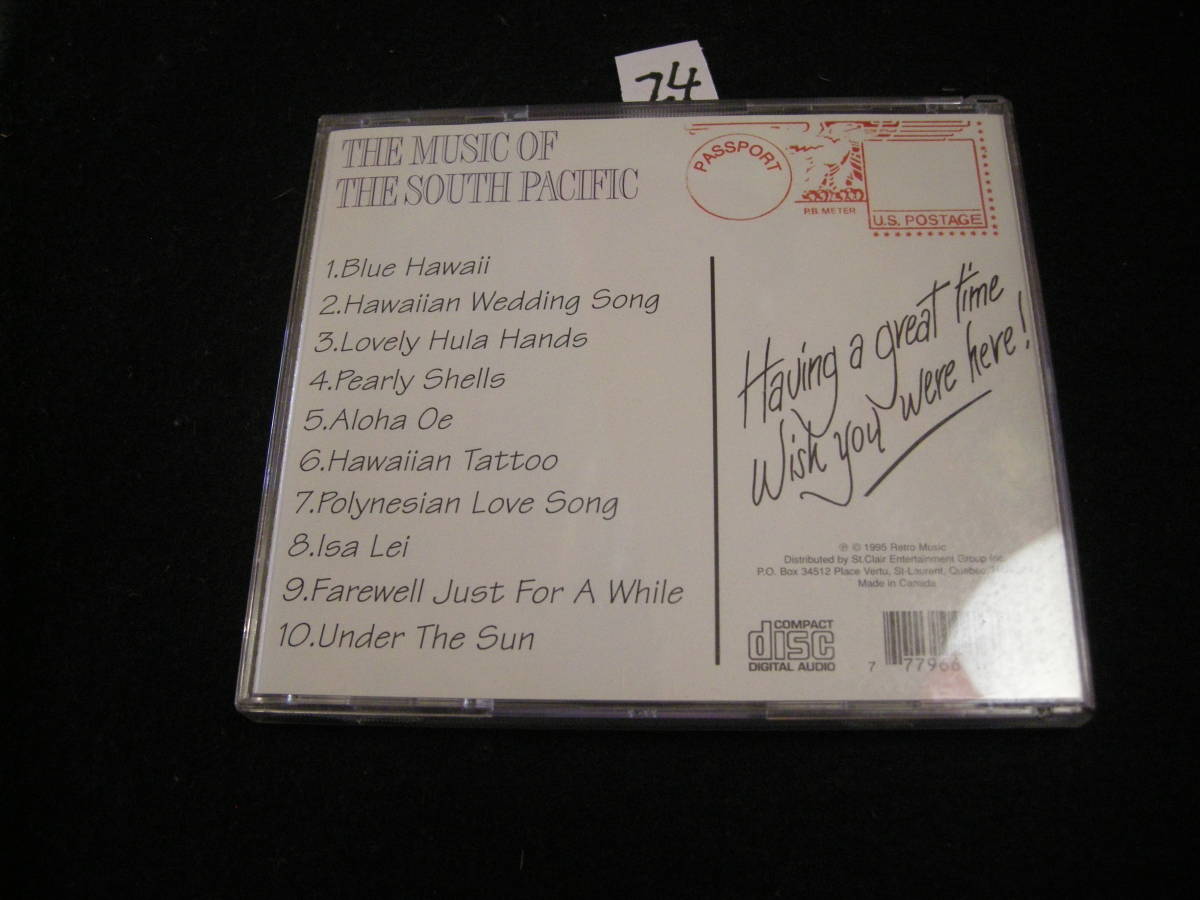 74
THE MUSIC OF
THE SOUTH PACIFIC
PASSPORT
P.B. METER
U.S. POSTAGE
1.Blue Hawaii
2.Hawaiian Wedding Song
3.Lovely Hula Hands
4.Pearly Shells
5.Aloha Oe
6.Hawaiian Tattoo
7.Polynesian Love Song
8.Isa Lei
9.Farewell Just For A While
10.Under The Sun
Having a great time
Wish you were here!
℗ © 1995 Retro Music
Distributed by St.Clair Entertainment Group Inc.
P.O. Box 34512 Place Vertu, St-Laurent, Quebec
Made in Canada
COMPACT
disc
DIGITAL AUDIO
7 77966